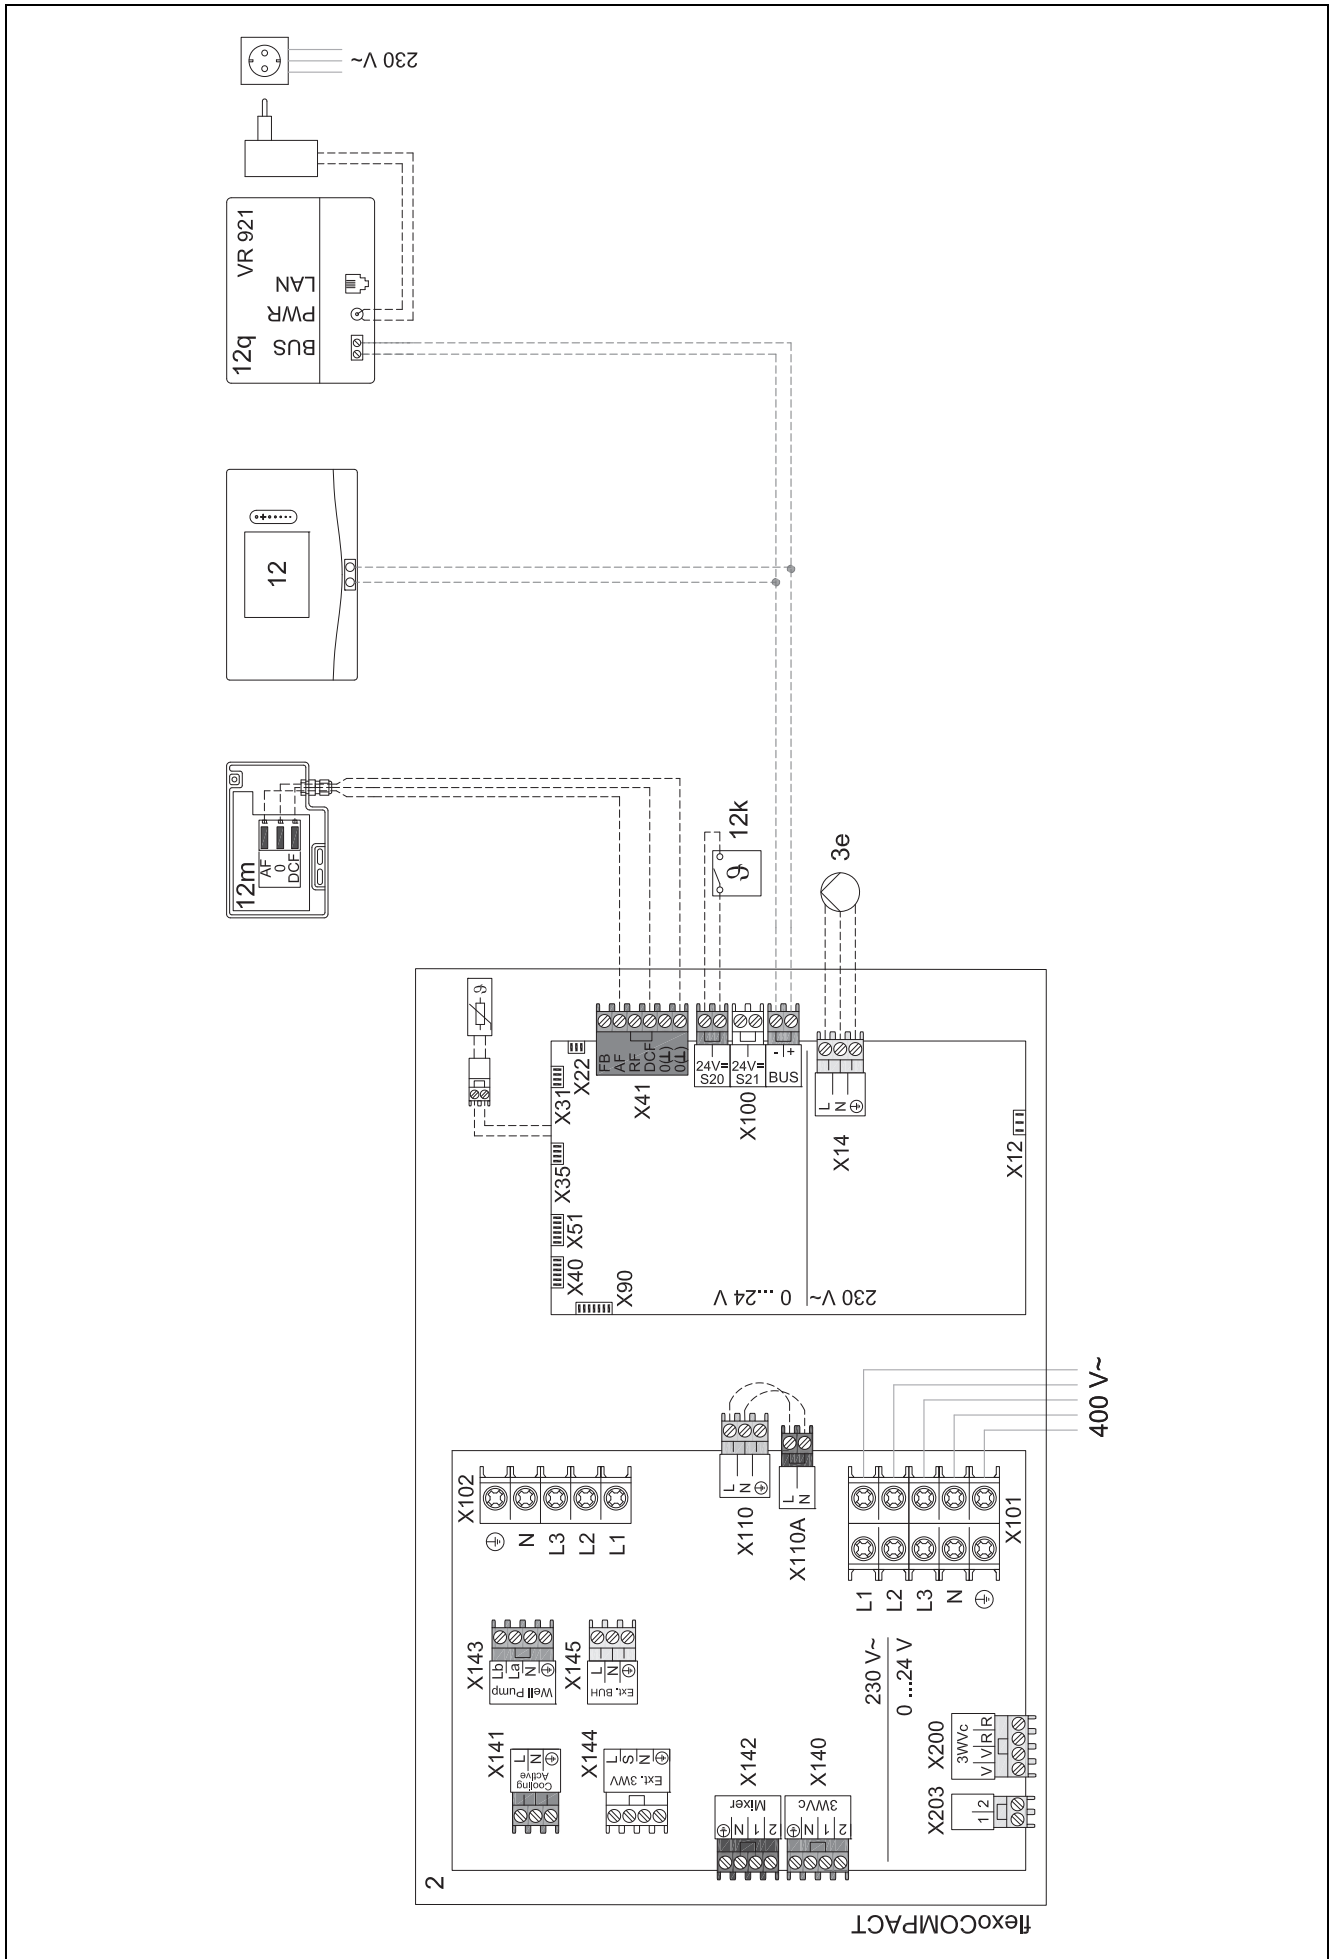 230 V~
VR 921
LAN
PWR
BUS
12q
12
12m
AF
0
DCF
12k
ϑ
3e
ϑ
X22
X31
X35
X51
X40
X90
FB
AF
RF
DCF
0(⊥)
0(⊥)
X41
24V=
S20
24V=
S21
X100
- +
BUS
L
N
X14
X12
0 ...24 V
230 V~
400 V~
X102
N
L3
L2
L1
L
N
X110
L
N
X110A
X101
L1
L2
L3
N
X143
Lb
La
N
Well Pump
X145
L
N
Ext. BUH
X141
L
N
Cooling
Active
X144
L
S
N
Ext. 3WV
X142
Mixer
N
1
2
X140
3WVc
N
1
2
230 V~
0 ...24 V
X200
3WVc
V V R R
X203
1 2
2
flexoCOMPACT